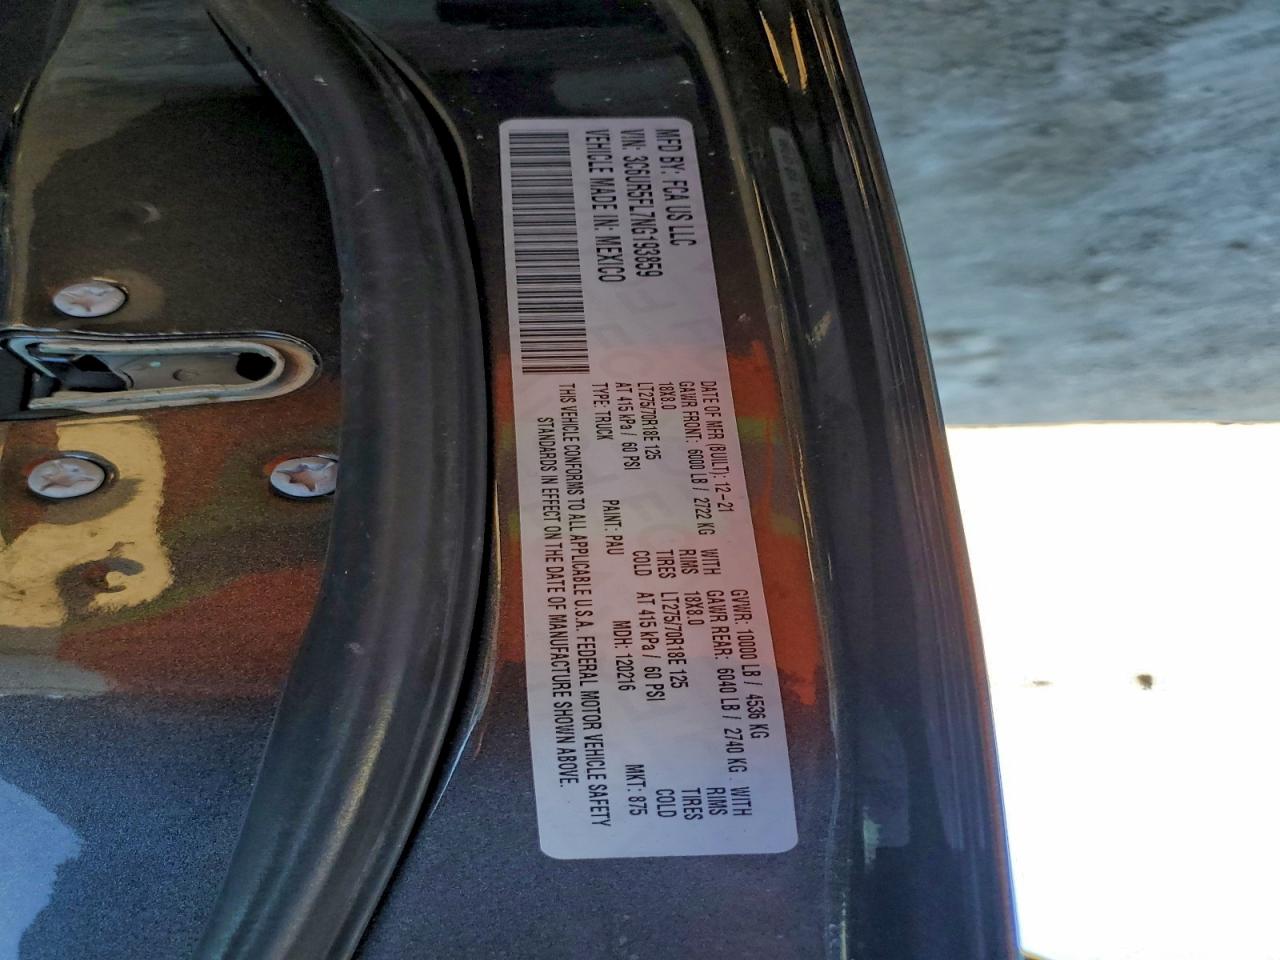 MFD BY: FCA US LLC
VIN: 3C6UR5FL7NG193859
VEHICLE MADE IN: MEXICO
DATE OF MFR (BUILT): 12-21 GVWR: 10000 LB / 4536 KG
GAWR FRONT: 6000 LB / 2722 KG WITH GAWR REAR: 6040 LB / 2740 KG WITH
18X8.0 RIMS 18X8.0 RIMS
LT275/70R18E 125 TIRES LT275/70R18E 125 TIRES
AT 415 kPa / 60 PSI COLD AT 415 kPa / 60 PSI COLD
TYPE: TRUCK PAINT: PAU MDH: 120216 MKT: 875
THIS VEHICLE CONFORMS TO ALL APPLICABLE U.S.A. FEDERAL MOTOR VEHICLE SAFETY
STANDARDS IN EFFECT ON THE DATE OF MANUFACTURE SHOWN ABOVE.